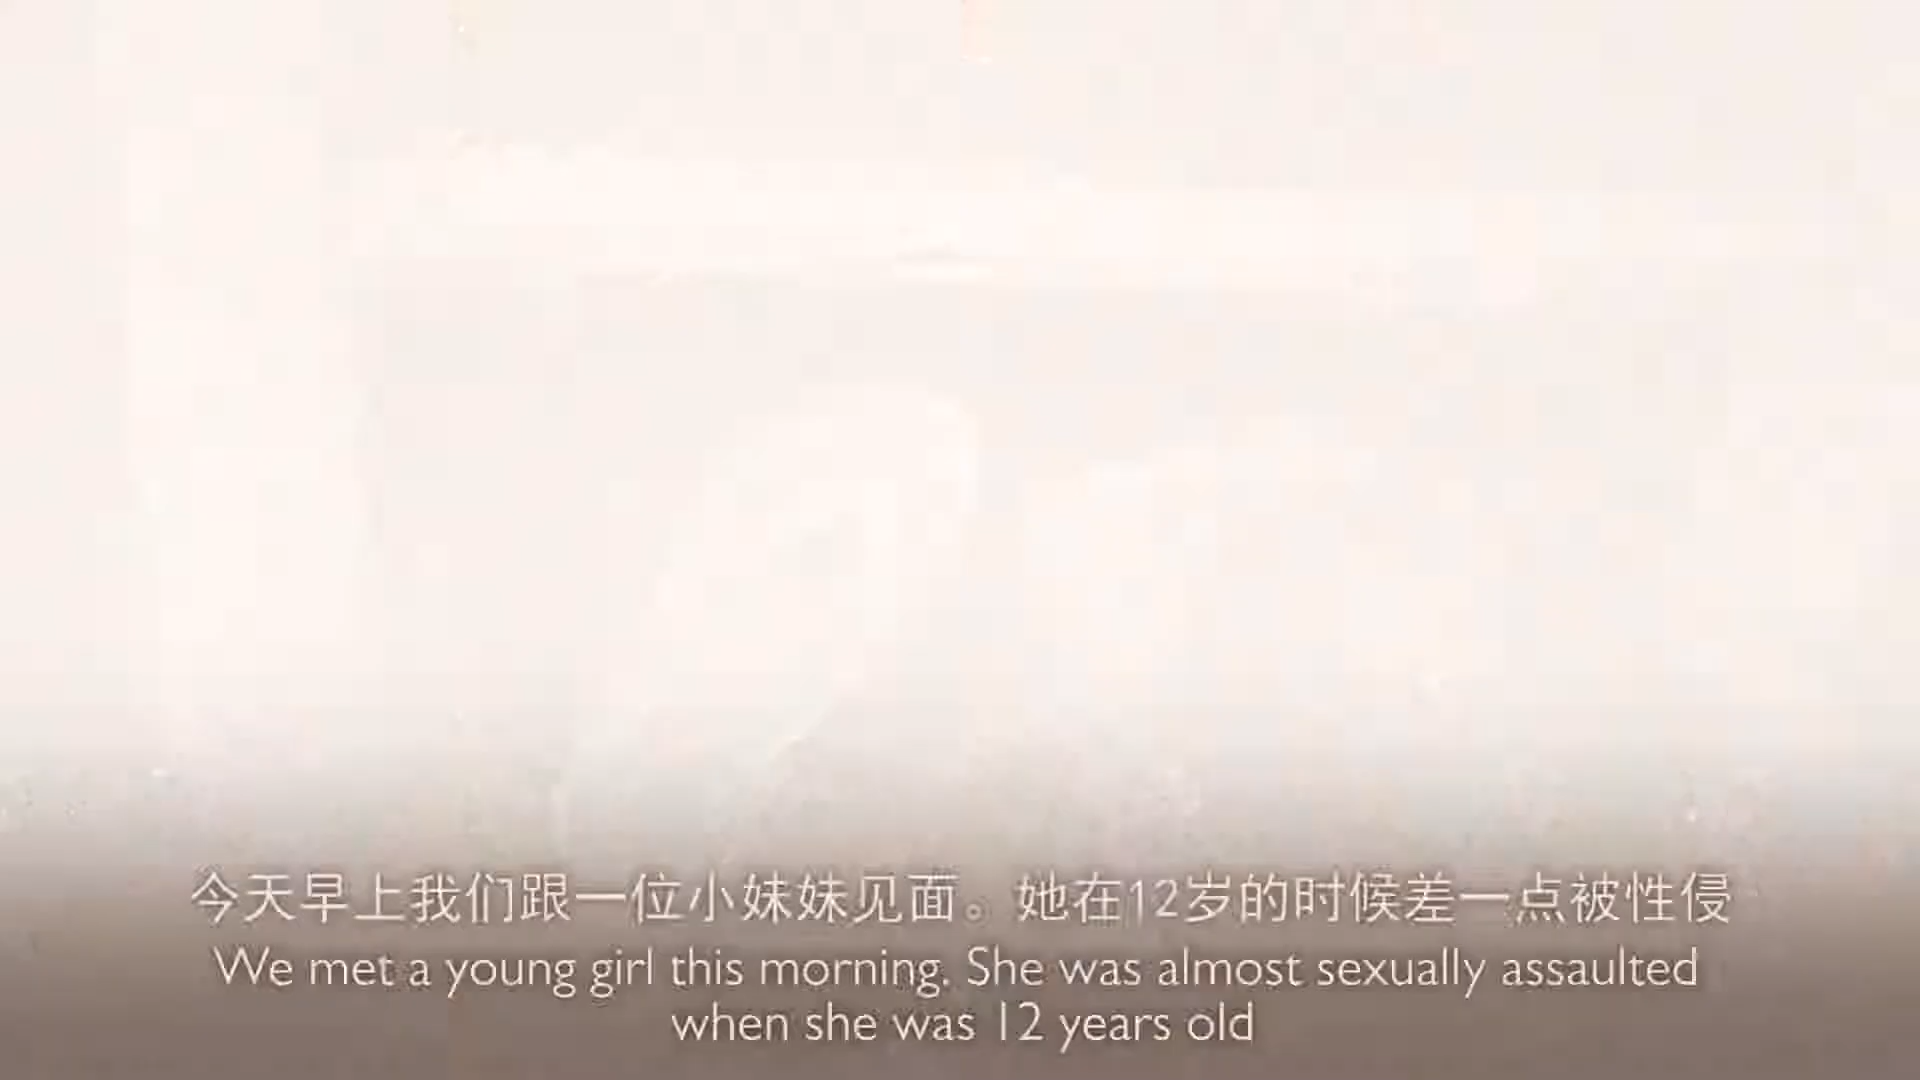 今天早上我们跟一位小妹妹见面。她在12岁的时候差一点被性侵
We met a young girl this morning. She was almost sexually assaulted
when she was 12 years old